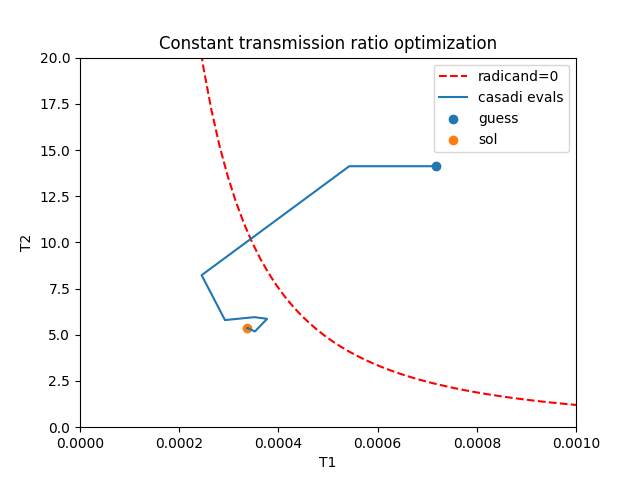 Constant transmission ratio optimization
radicand=0
casadi evals
guess
sol
20.0
17.5
15.0
12.5
10.0
7.5
5.0
2.5
0.0
T2
0.0000 0.0002 0.0004 0.0006 0.0008 0.0010
T1